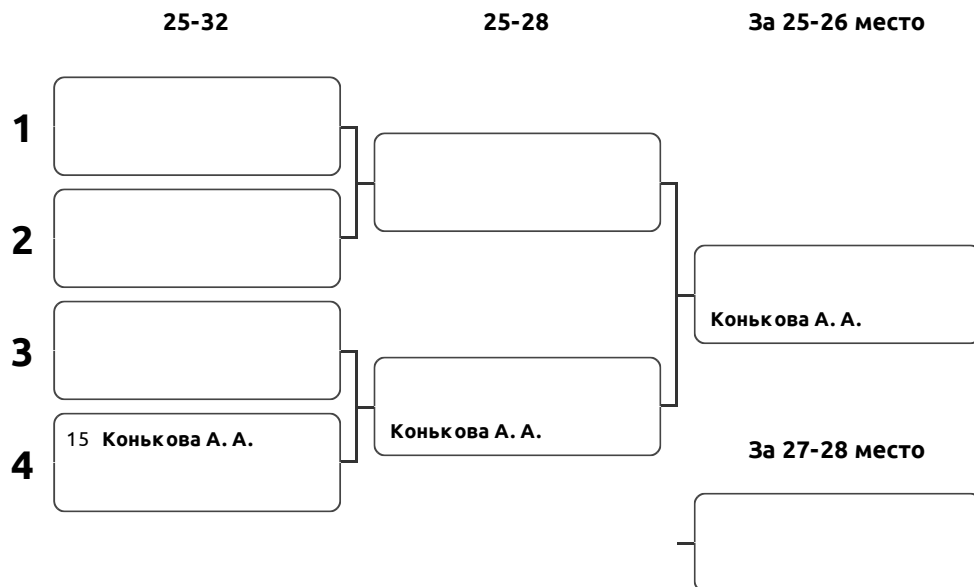 25-32 25-28 За 25-26 место
1
2
Конькова А. А.
3
15 Конькова А. А.
Конькова А. А.
За 27-28 место
4